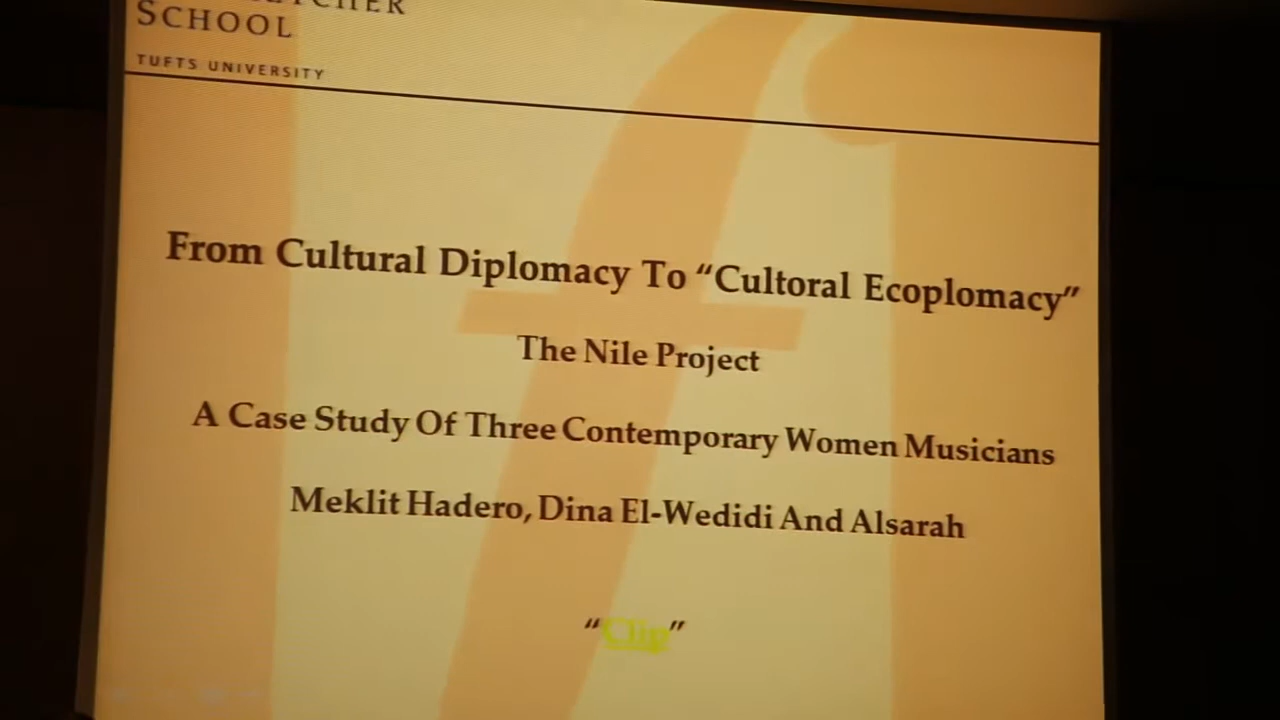 SCHOOL
TUFTS UNIVERSITY
From Cultural Diplomacy To “Cultoral Ecoplomacy”
The Nile Project
A Case Study Of Three Contemporary Women Musicians
Meklit Hadero, Dina El-Wedidi And Alsarah
“Clip”